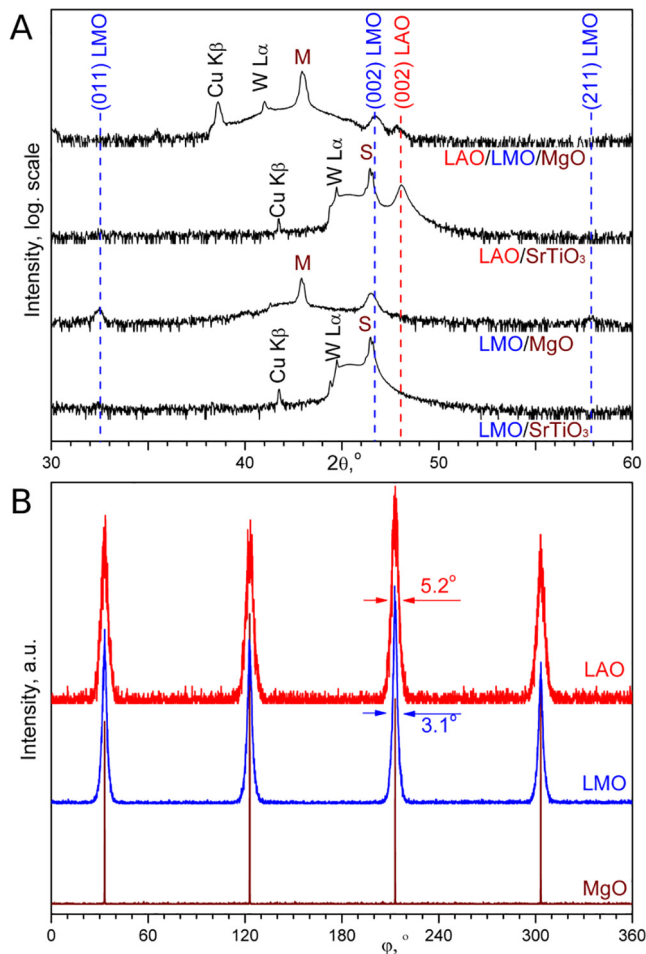 A
Intensity, log. scale
(011) LMO
Cu Kβ
W Lα
M
(002) LMO
(002) LAO
(211) LMO
LAO/LMO/MgO
Cu Kβ
W Lα
S
LAO/SrTiO₃
M
LMO/MgO
Cu Kβ
W Lα
S
LMO/SrTiO₃
30 40 50 60
2θ,°
B
Intensity, a.u.
5.2°
LAO
3.1°
LMO
MgO
0 60 120 180 240 300 360
φ, °